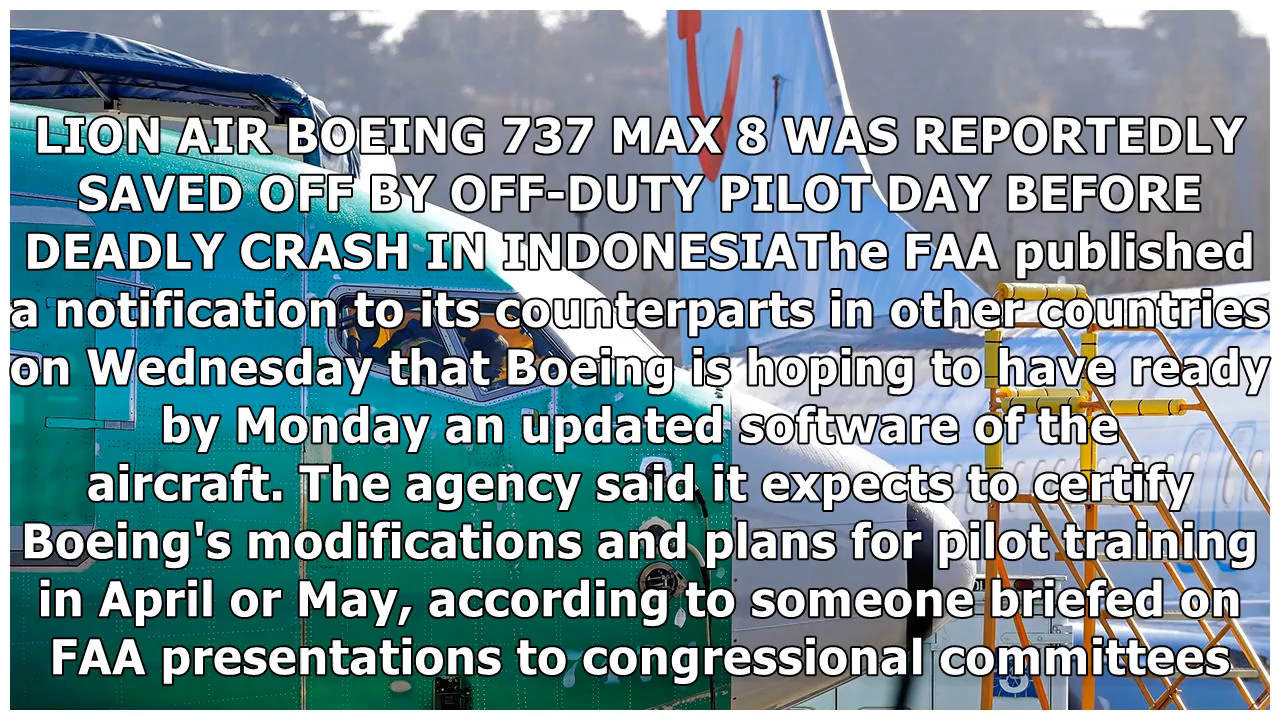 LION AIR BOEING 737 MAX 8 WAS REPORTEDLY
SAVED OFF BY OFF-DUTY PILOT DAY BEFORE
DEADLY CRASH IN INDONESIAThe FAA published
a notification to its counterparts in other countries
on Wednesday that Boeing is hoping to have ready
by Monday an updated software of the
aircraft. The agency said it expects to certify
Boeing's modifications and plans for pilot training
in April or May, according to someone briefed on
FAA presentations to congressional committees